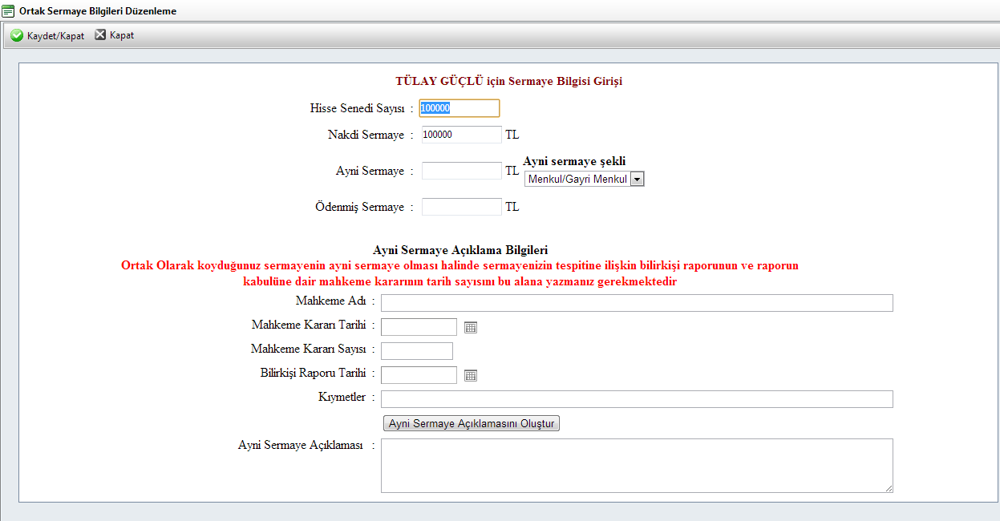 Ortak Sermaye Bilgileri Düzenleme
Kaydet/Kapat Kapat
TÜLAY GÜÇLÜ için Sermaye Bilgisi Girişi
Hisse Senedi Sayısı : 100000
Nakdi Sermaye : 100000 TL
Ayni sermaye şekli
Ayni Sermaye : TL Menkul/Gayri Menkul
Ödenmiş Sermaye : TL
Ayni Sermaye Açıklama Bilgileri
Ortak Olarak koyduğunuz sermayenin ayni sermaye olması halinde sermayenizin tespitine ilişkin bilirkişi raporunun ve raporun
kabulüne dair mahkeme kararının tarih sayısını bu alana yazmanız gerekmektedir
Mahkeme Adı :
Mahkeme Kararı Tarihi :
Mahkeme Kararı Sayısı :
Bilirkişi Raporu Tarihi :
Kıymetler :
Ayni Sermaye Açıklamasını Oluştur
Ayni Sermaye Açıklaması :